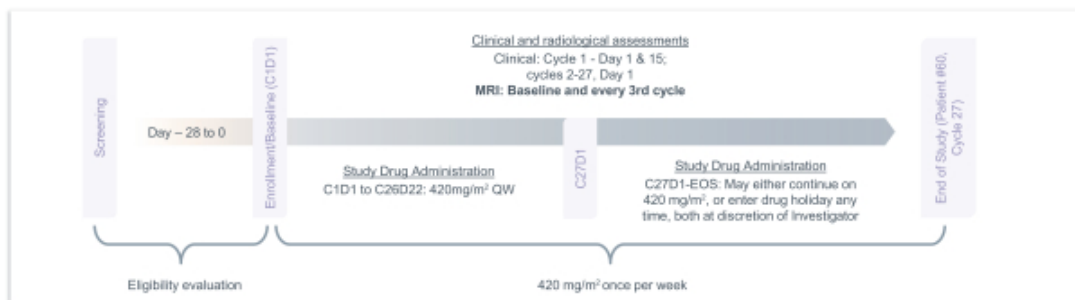 Clinical and radiological assessments
Clinical: Cycle 1 - Day 1 & 15;
cycles 2-27, Day 1
MRI: Baseline and every 3rd cycle
Screening
Day – 28 to 0
Enrollment/Baseline (C1D1)
Study Drug Administration
C1D1 to C26D22: 420mg/m² QW
C27D1
Study Drug Administration
C27D1-EOS: May either continue on
420 mg/m², or enter drug holiday any
time, both at discretion of Investigator
End of Study (Patient #60,
Cycle 27)
Eligibility evaluation
420 mg/m² once per week